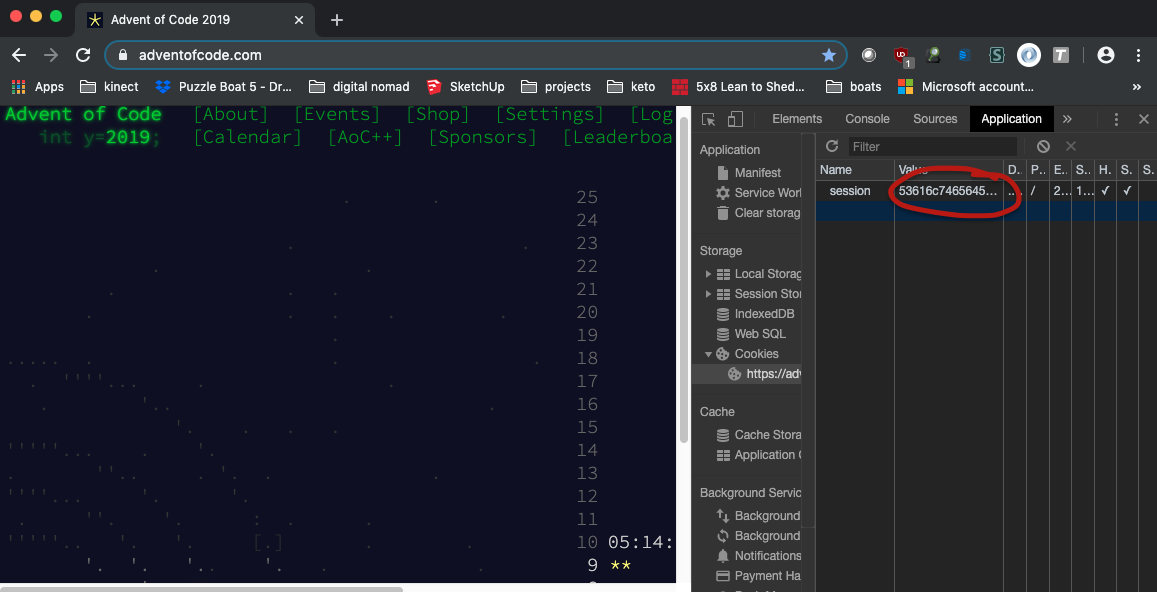 Advent of Code 2019
adventofcode.com
Apps kinect Puzzle Boat 5 - Dr... digital nomad SketchUp projects keto 5x8 Lean to Shed... boats Microsoft account... »
Advent of Code [About] [Events] [Shop] [Settings] [Log
int y=2019; [Calendar] [AoC++] [Sponsors] [Leaderboa
25
24
23
22
21
20
19
18
17
16
15
14
13
12
11
10 05:14:
9 **
Elements Console Sources Application »
Application
Manifest
Service Wor
Clear storag
Storage
Local Storag
Session Stor
IndexedDB
Web SQL
Cookies
https://adv
Cache
Cache Stora
Application C
Background Servic
Background
Background
Notifications
Payment Ha
Filter
Name Value D.. P.. E.. S.. H. S. S.
session 53616c7465645... ... / 2... 1... ✓ ✓